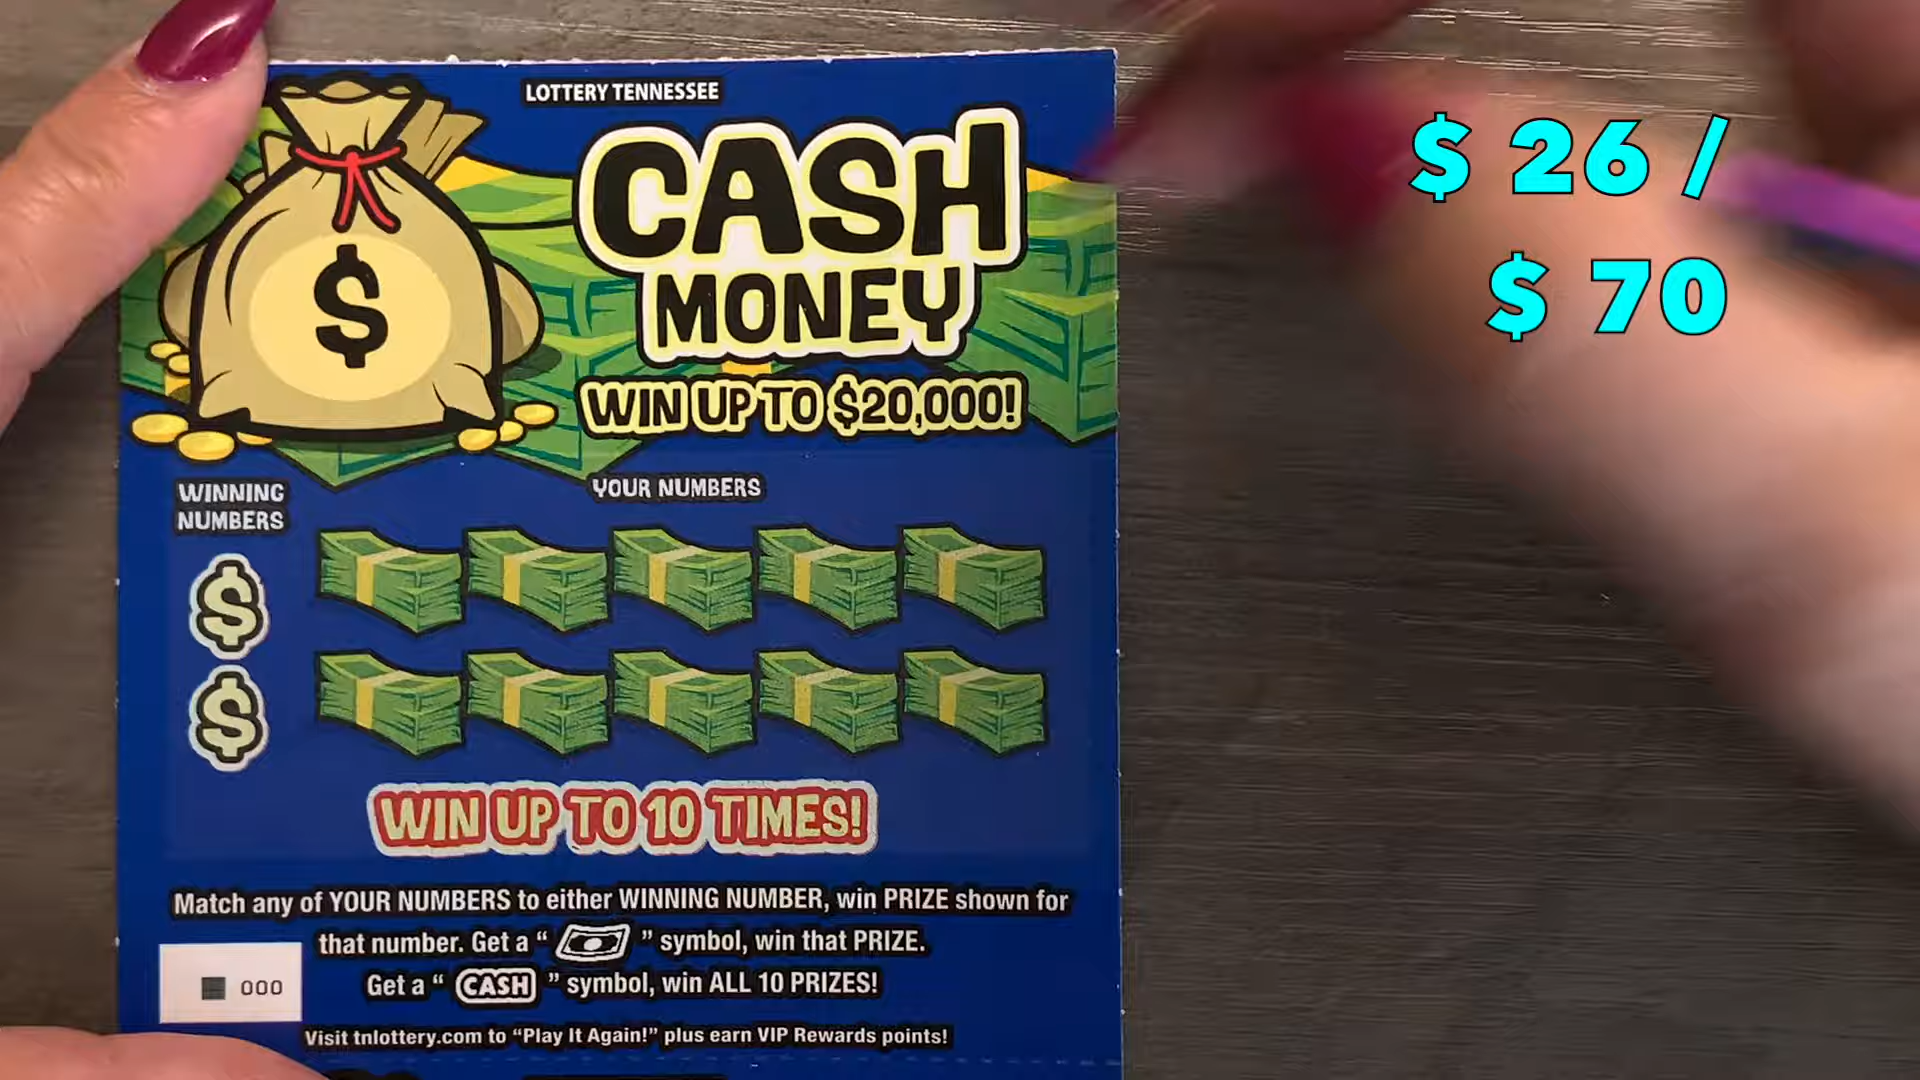 LOTTERY TENNESSEE
CASH
MONEY
WIN UP TO $20,000!
$
$ 26 /
$ 70
WINNING
NUMBERS
YOUR NUMBERS
$
$
WIN UP TO 10 TIMES!
Match any of YOUR NUMBERS to either WINNING NUMBER, win PRIZE shown for
that number. Get a “ ” symbol, win that PRIZE.
Get a “ CASH ” symbol, win ALL 10 PRIZES!
000
Visit tnlottery.com to “Play It Again!” plus earn VIP Rewards points!